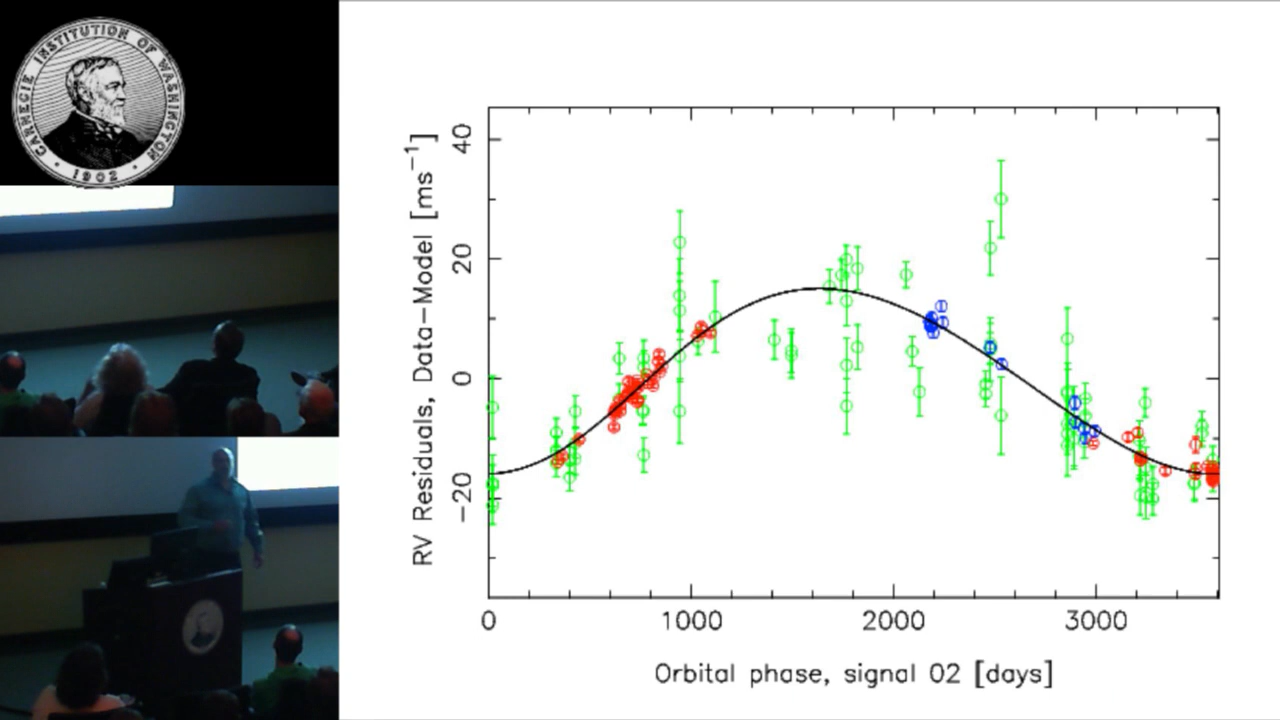 CARNEGIE INSTITUTION OF WASHINGTON
1902
RV Residuals, Data-Model [ms⁻¹]
40
20
0
-20
0 1000 2000 3000
Orbital phase, signal 02 [days]